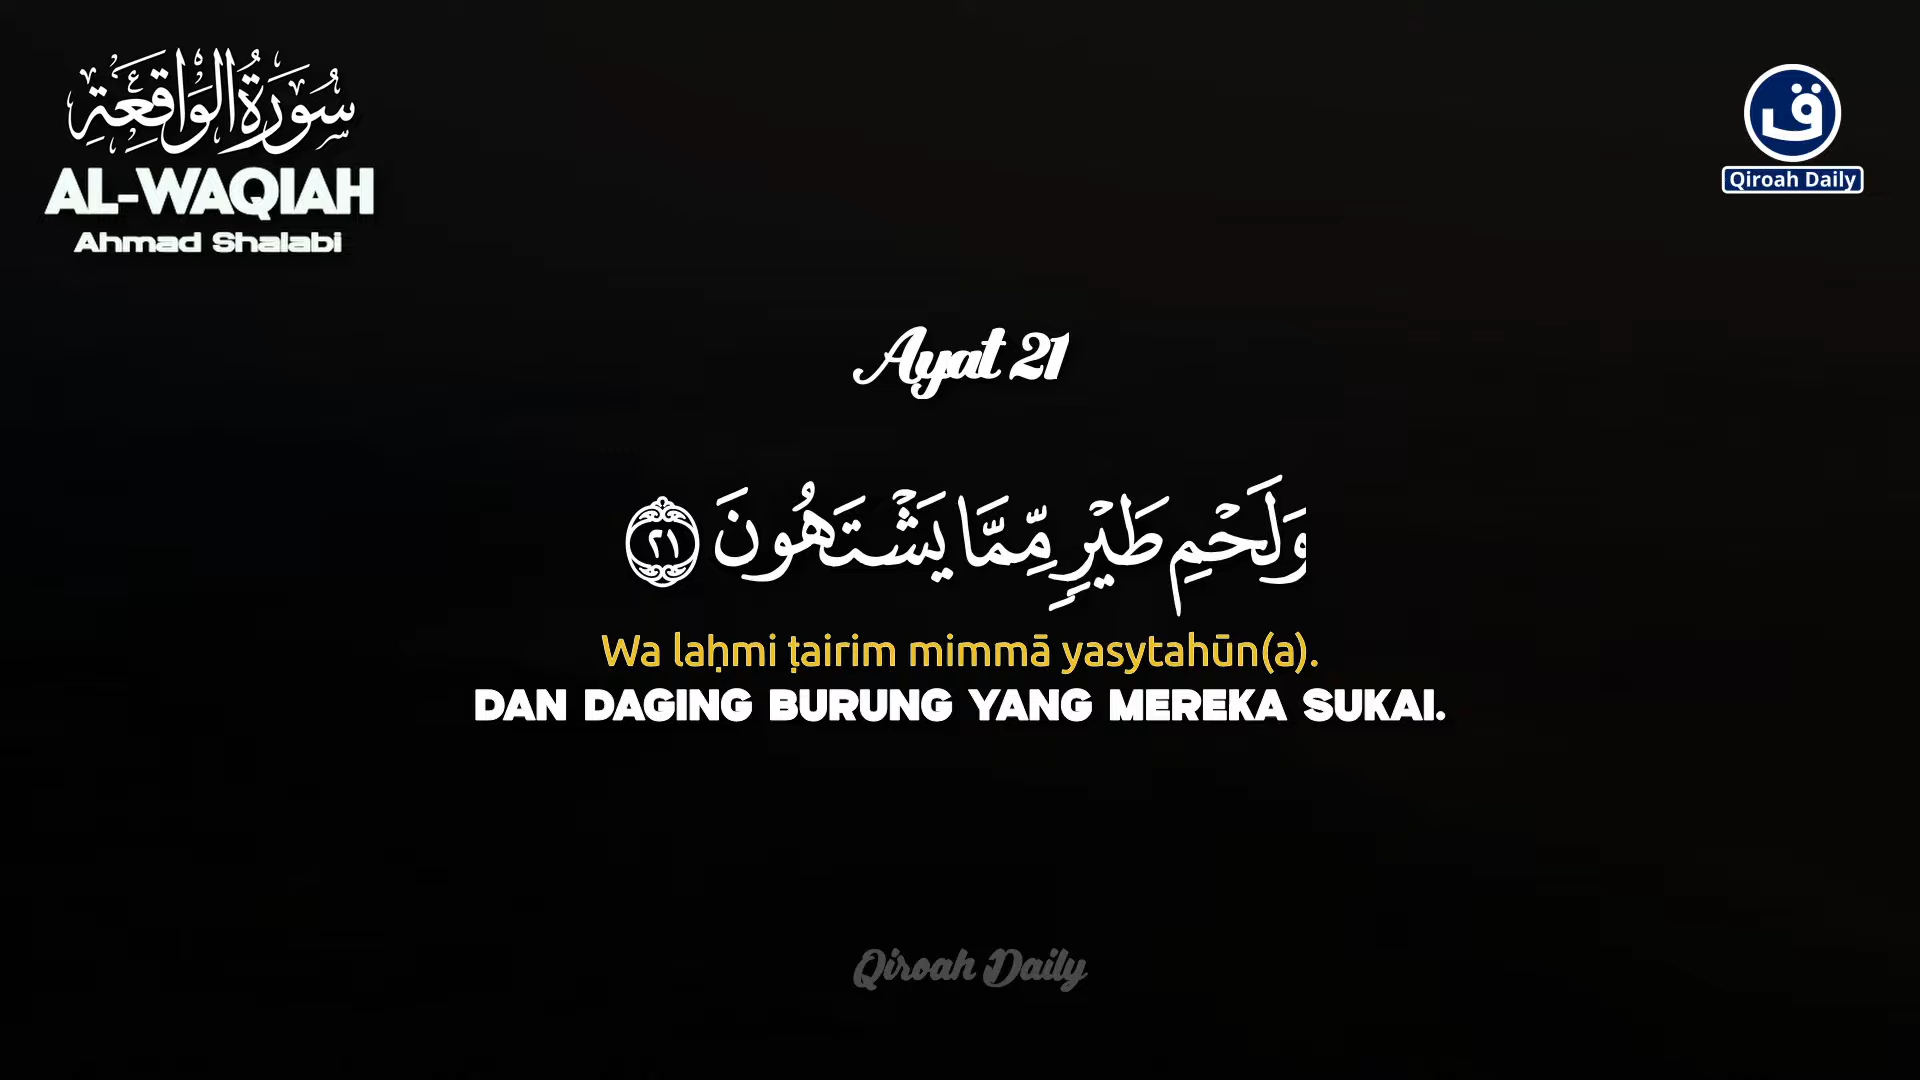 سُورَةُ الْوَاقِعَةِ
AL-WAQIAH
Ahmad Shalabi
ق
Qiroah Daily
Ayat 21
وَلَحْمِ طَيْرٍ مِّمَّا يَشْتَهُونَ ٢١
Wa laḥmi ṭairim mimmā yasytahūn(a).
DAN DAGING BURUNG YANG MEREKA SUKAI.
Qiroah Daily